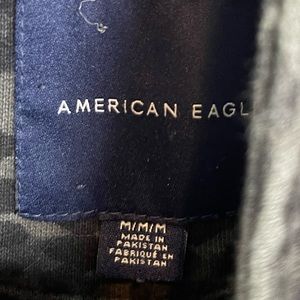 AMERICAN EAGL
M/M/M
MADE IN
PAKISTAN
FABRIQUÉ EN
PAKISTAN